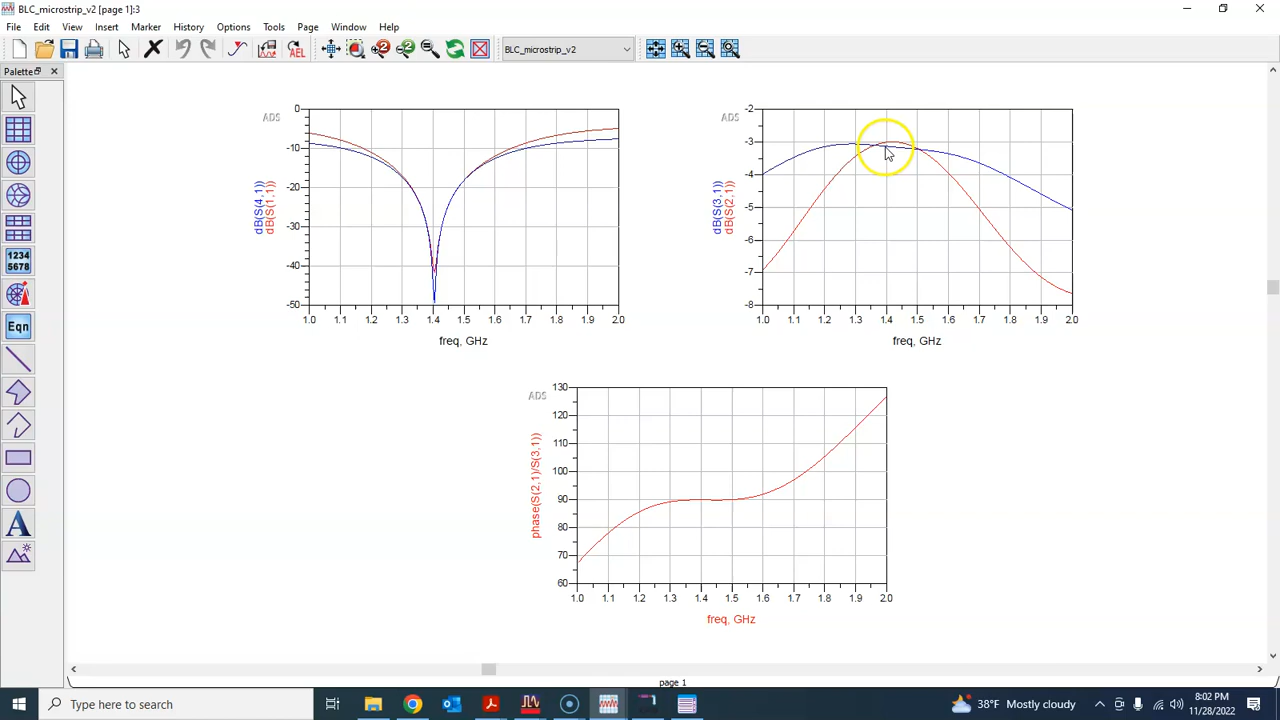 BLC_microstrip_v2 [page 1]:3
File Edit View Insert Marker History Options Tools Page Window Help
AEL +2 -2 BLC_microstrip_v2
Palette
1234
5678
Eqn
A
ADS
0
-10
-20
-30
-40
-50
dB(S(4,1))
dB(S(1,1))
1.0 1.1 1.2 1.3 1.4 1.5 1.6 1.7 1.8 1.9 2.0
freq, GHz
ADS
-2
-3
-4
-5
-6
-7
-8
dB(S(3,1))
dB(S(2,1))
1.0 1.1 1.2 1.3 1.4 1.5 1.6 1.7 1.8 1.9 2.0
freq, GHz
ADS
130
120
110
100
90
80
70
60
phase(S(2,1)/S(3,1))
1.0 1.1 1.2 1.3 1.4 1.5 1.6 1.7 1.8 1.9 2.0
freq, GHz
page 1
Type here to search
38°F Mostly cloudy
8:02 PM
11/28/2022